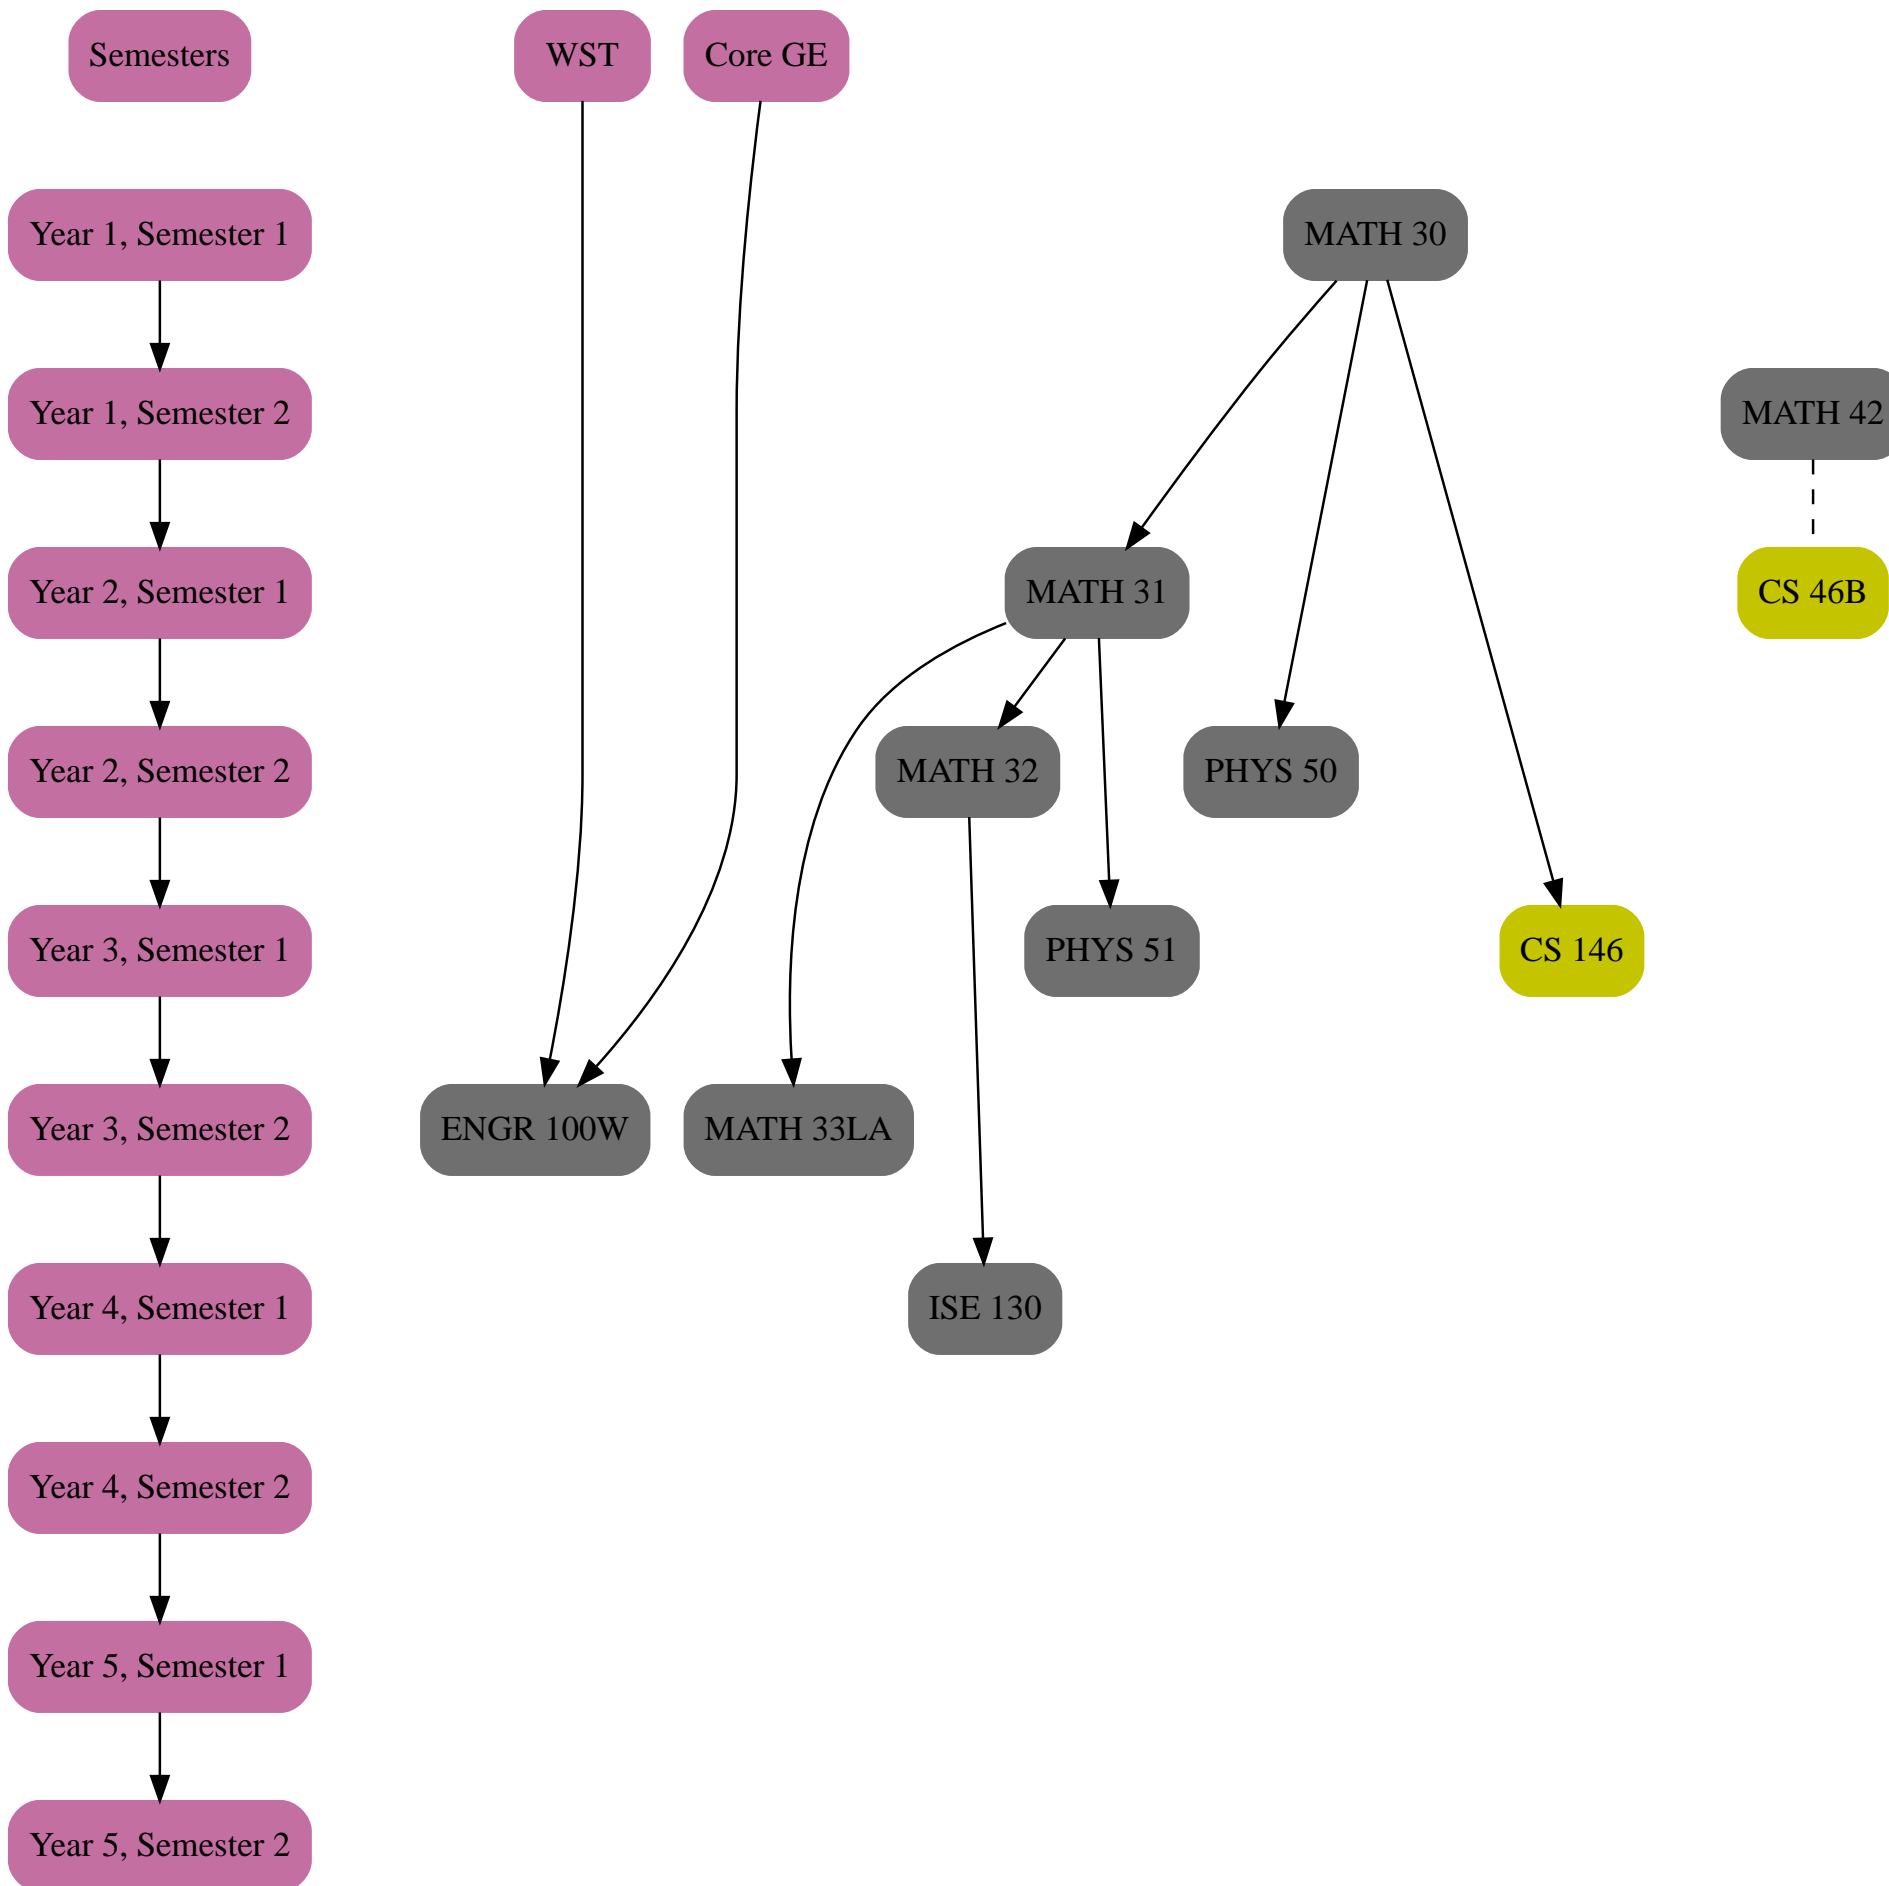 Semesters
WST
Core GE
Year 1, Semester 1
MATH 30
Year 1, Semester 2
MATH 42
Year 2, Semester 1
MATH 31
CS 46B
Year 2, Semester 2
MATH 32
PHYS 50
Year 3, Semester 1
PHYS 51
CS 146
Year 3, Semester 2
ENGR 100W
MATH 33LA
Year 4, Semester 1
ISE 130
Year 4, Semester 2
Year 5, Semester 1
Year 5, Semester 2